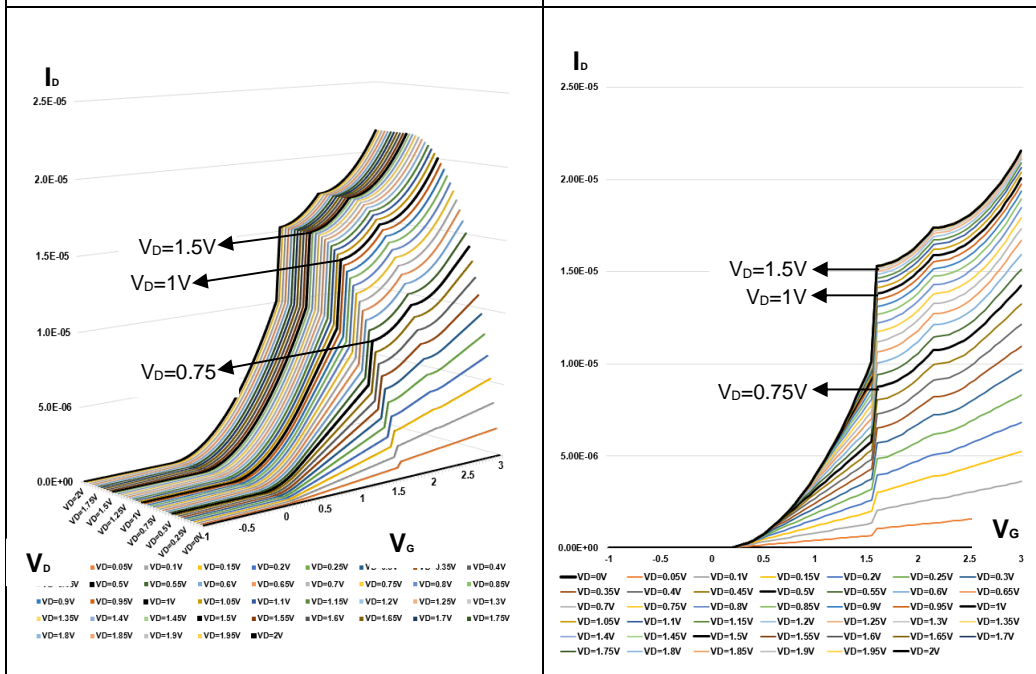 I_D
2.5E-05
2.0E-05
1.5E-05
1.0E-05
5.0E-06
0.0E+00
V_D=1.5V
V_D=1V
V_D=0.75
VD=2V
VD=1.75V
VD=1.5V
VD=1.25V
VD=1V
VD=0.75V
VD=0.5V
VD=0.25V
VD=0V
-1
-0.5
0
0.5
1
1.5
2
2.5
3
V_D
V_G
VD=0.05V VD=0.1V VD=0.15V VD=0.2V VD=0.25V VD=0.4V
VD=0.5V VD=0.55V VD=0.6V VD=0.65V VD=0.7V VD=0.75V VD=0.8V VD=0.85V
VD=0.9V VD=0.95V VD=1V VD=1.05V VD=1.1V VD=1.15V VD=1.2V VD=1.25V VD=1.3V
VD=1.35V VD=1.4V VD=1.45V VD=1.5V VD=1.55V VD=1.6V VD=1.65V VD=1.7V VD=1.75V
VD=1.8V VD=1.85V VD=1.9V VD=1.95V VD=2V
I_D
2.50E-05
2.00E-05
1.50E-05
1.00E-05
5.00E-06
0.00E+00
V_D=1.5V
V_D=1V
V_D=0.75V
V_G
-1 0 0.5 1 1.5 2 2.5 3
VD=0V VD=0.05V VD=0.1V VD=0.15V VD=0.2V VD=0.25V VD=0.3V
VD=0.35V VD=0.4V VD=0.45V VD=0.5V VD=0.55V VD=0.6V VD=0.65V
VD=0.7V VD=0.75V VD=0.8V VD=0.85V VD=0.9V VD=0.95V VD=1V
VD=1.05V VD=1.1V VD=1.15V VD=1.2V VD=1.25V VD=1.3V VD=1.35V
VD=1.4V VD=1.45V VD=1.5V VD=1.55V VD=1.6V VD=1.65V VD=1.7V
VD=1.75V VD=1.8V VD=1.85V VD=1.9V VD=1.95V VD=2V